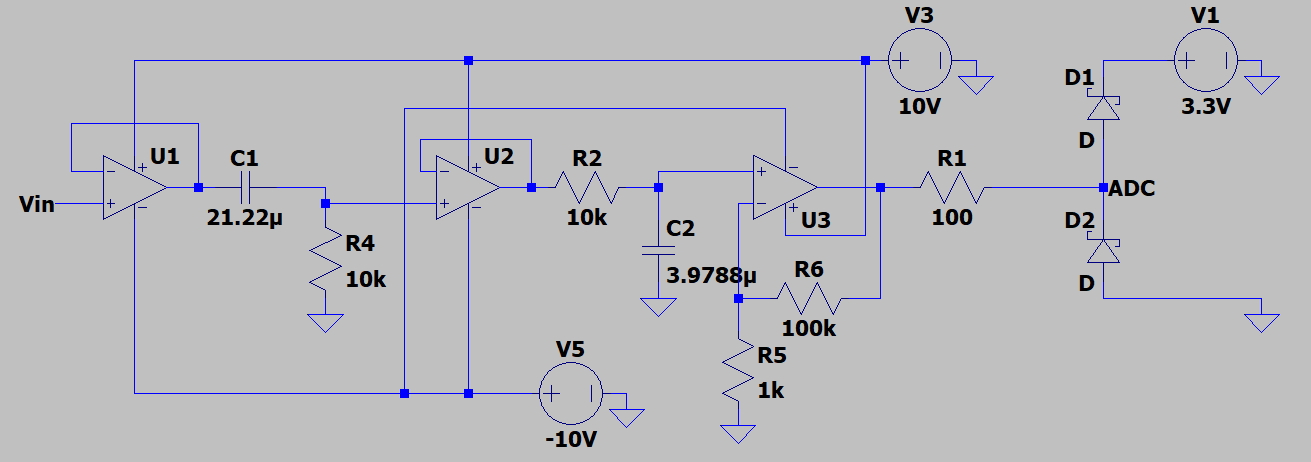 V3
10V
V1
3.3V
D1
D
U1
C1
21.22µ
Vin
U2
R2
10k
U3
R1
100
ADC
R4
10k
C2
3.9788µ
D2
D
R6
100k
V5
-10V
R5
1k